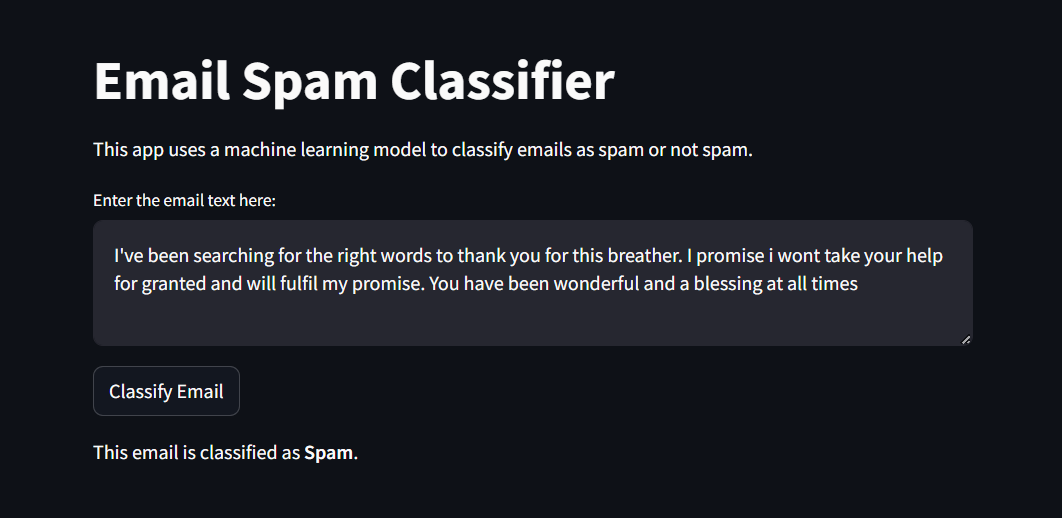 Email Spam Classifier
This app uses a machine learning model to classify emails as spam or not spam.
Enter the email text here:
I've been searching for the right words to thank you for this breather. I promise i wont take your help
for granted and will fulfil my promise. You have been wonderful and a blessing at all times
Classify Email
This email is classified as Spam.